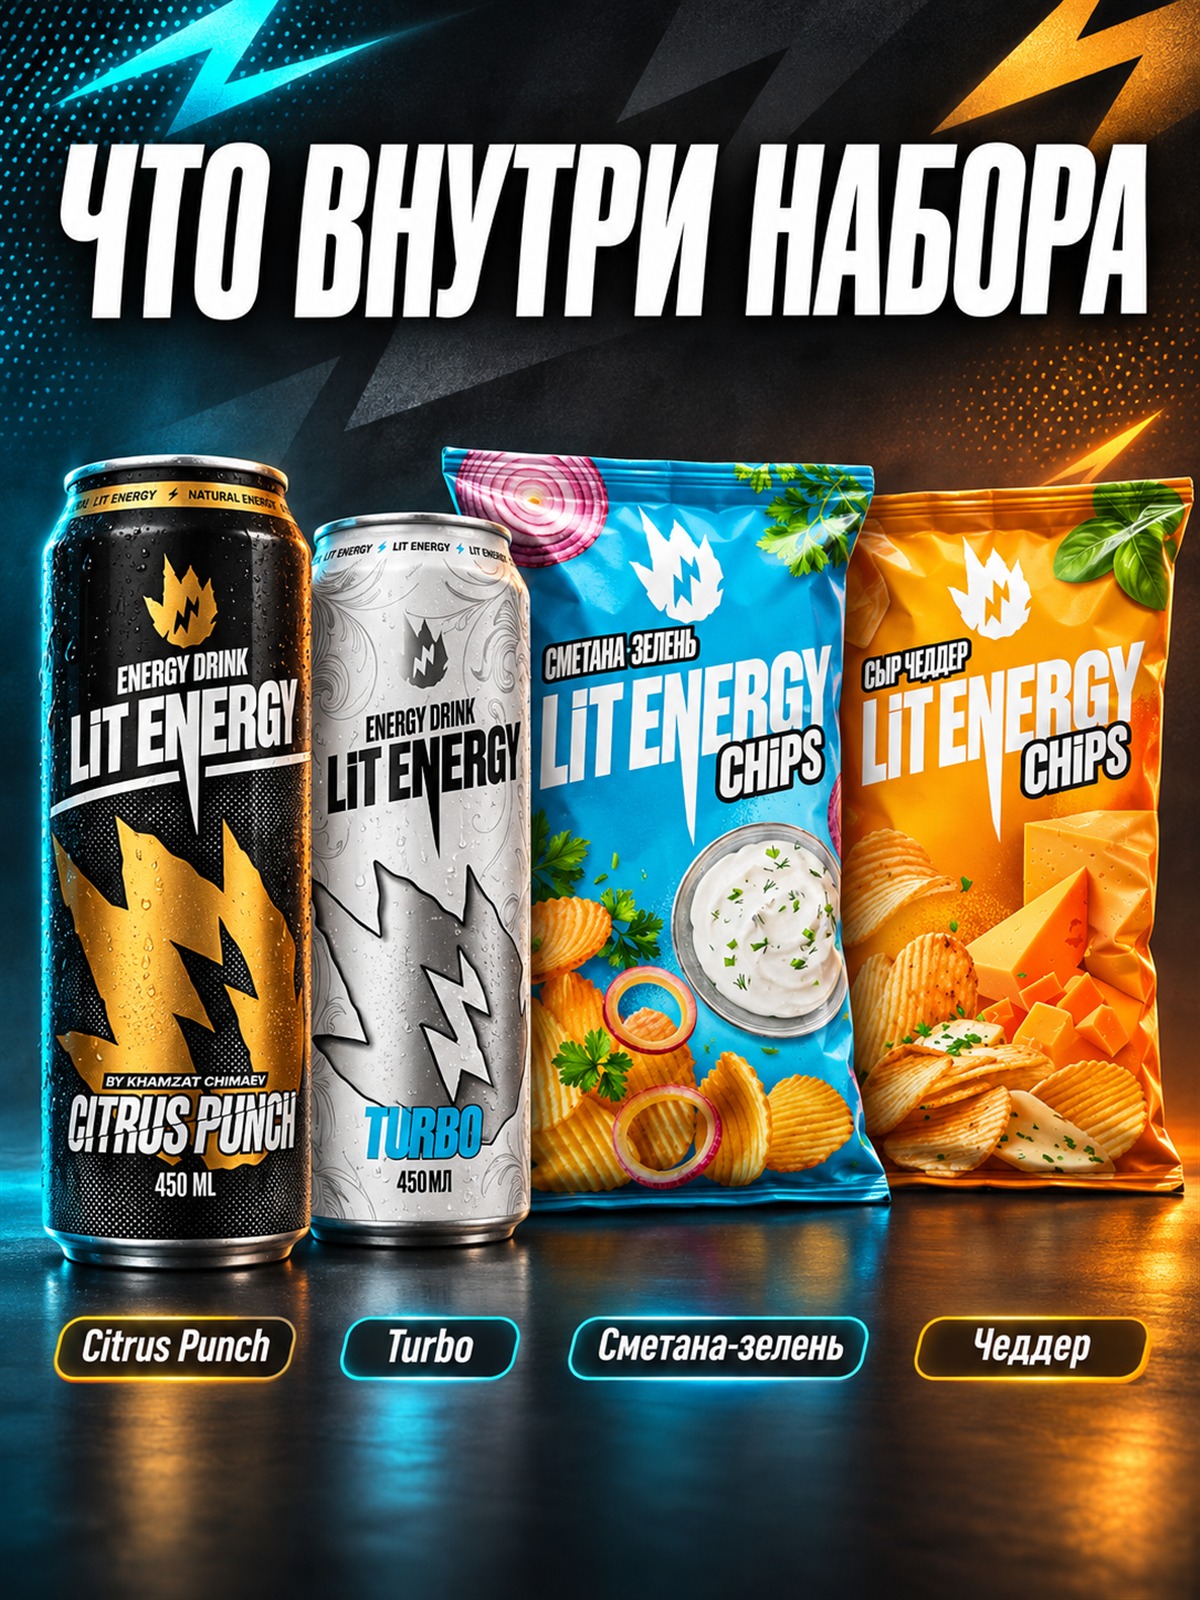 ЧТО ВНУТРИ НАБОРА
LIT ENERGY ⚡ NATURAL ENERGY
ENERGY DRINK
LiT ENERGY
BY KHAMZAT CHIMAEV
CITRUS PUNCH
450 ML
LIT ENERGY ⚡ LIT ENERGY ⚡ LIT ENERGY
ENERGY DRINK
LiT ENERGY
TURBO
450 МЛ
СМЕТАНА·ЗЕЛЕНЬ
LiT ENERGY
CHiPS
СЫР ЧЕДДЕР
LiT ENERGY
CHiPS
Citrus Punch
Turbo
Сметана-зелень
Чеддер